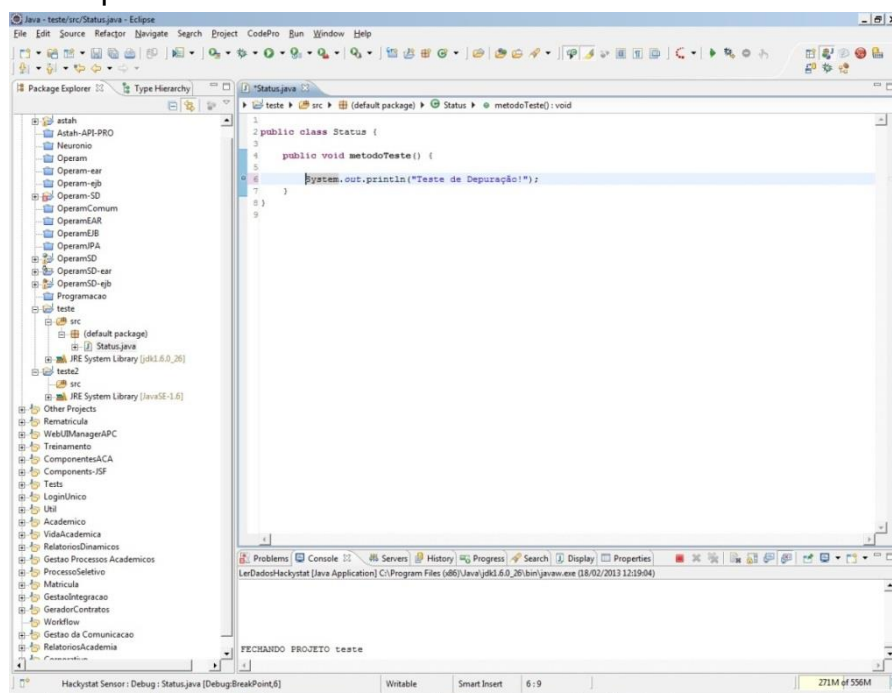 Java - teste/src/Status.java - Eclipse
File Edit Source Refactor Navigate Search Project CodePro Run Window Help
Package Explorer Type Hierarchy
*Status.java
teste src (default package) Status metodoTeste() : void
astah
Astah-API-PRO
Neuronio
Operam
Operam-ear
Operam-ejb
Operam-SD
OperamComum
OperamEAR
OperamEJB
OperamJPA
OperamSD
OperamSD-ear
OperamSD-ejb
Programacao
teste
src
(default package)
Status.java
JRE System Library [jdk1.6.0_26]
teste2
src
JRE System Library [JavaSE-1.6]
Other Projects
Rematricula
WebUIManagerAPC
Treinamento
ComponentesACA
Components-JSF
Tests
LoginUnico
Util
Academico
VidaAcademica
RelatoriosDinamicos
Gestao Processos Academicos
ProcessoSeletivo
Matricula
GestaoIntegracao
GeradorContratos
Workflow
Gestao da Comunicacao
RelatoriosAcademia
1
2 public class Status {
3
4 public void metodoTeste() {
5
6 System.out.println("Teste de Depuração!");
7 }
8 }
9
Problems Console Servers History Progress Search Display Properties
LerDadosHackystat [Java Application] C:\Program Files (x86)\Java\jdk1.6.0_26\bin\javaw.exe (18/02/2013 12:19:04)
FECHANDO PROJETO teste
Hackystat Sensor : Debug : Status.java [Debug:BreakPoint,6] Writable Smart Insert 6 : 9 271M of 556M